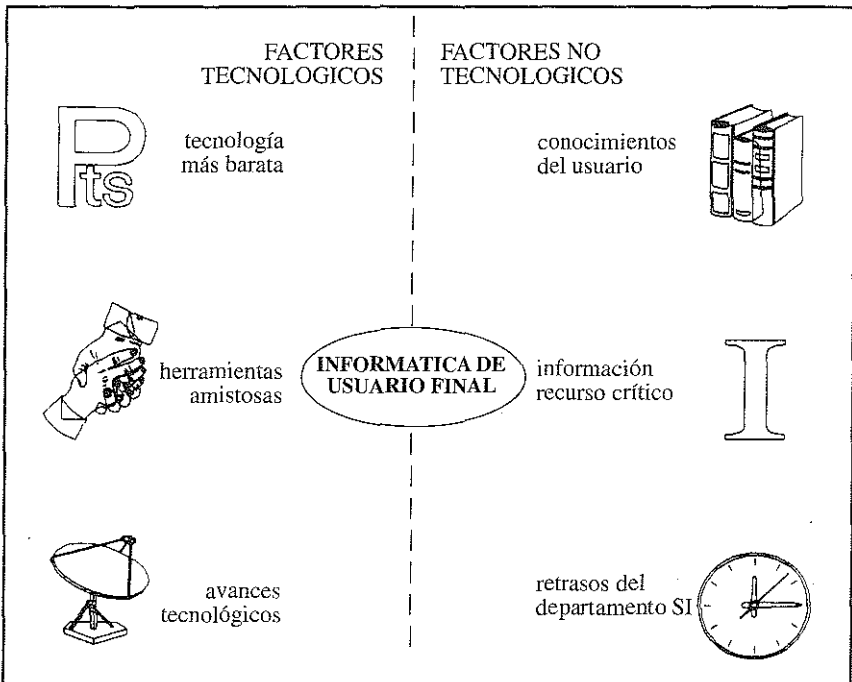 FACTORES
TECNOLOGICOS
FACTORES NO
TECNOLOGICOS
Pts
tecnología
más barata
conocimientos
del usuario
herramientas
amistosas
INFORMATICA DE
USUARIO FINAL
información
recurso crítico
I
avances
tecnológicos
retrasos del
departamento SI